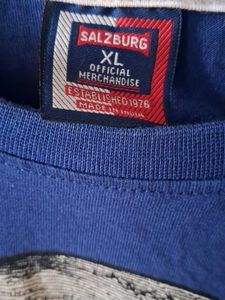 SALZBURG
XL
OFFICIAL
MERCHANDISE
ESTABLISHED 1976
MADE IN INDIA